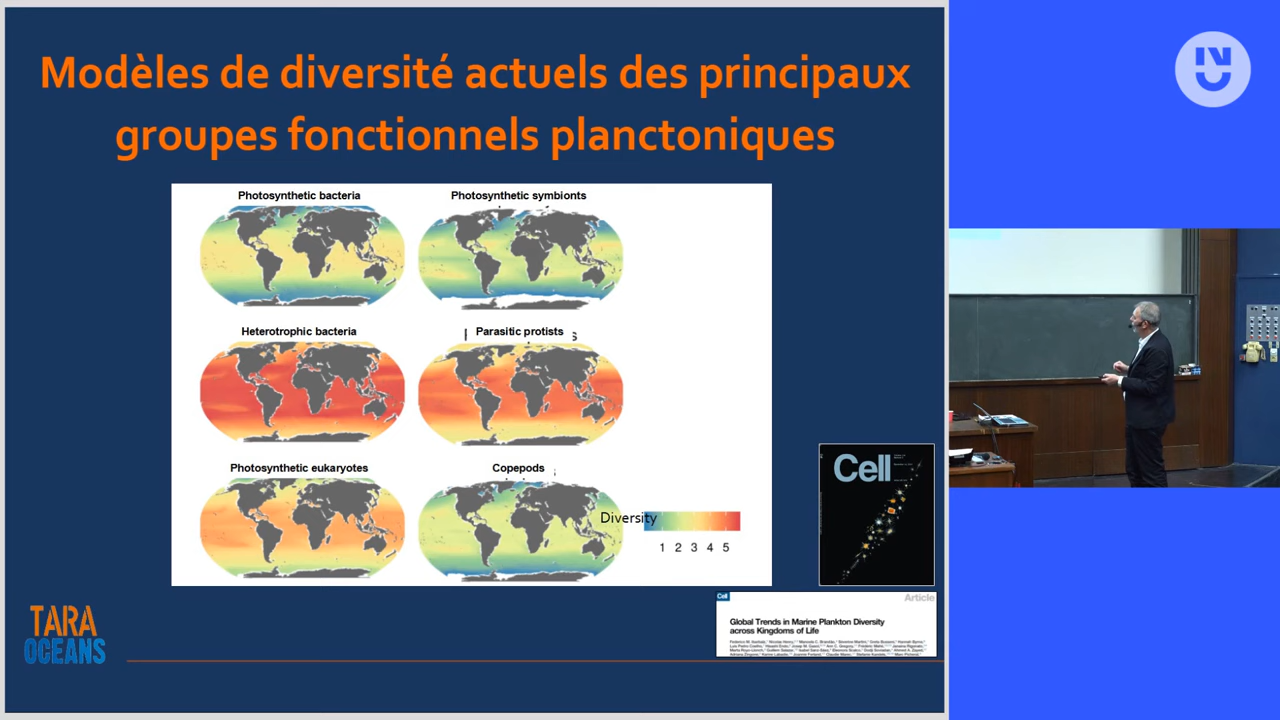 Modèles de diversité actuels des principaux
groupes fonctionnels planctoniques
Photosynthetic bacteria
Photosynthetic symbionts
Heterotrophic bacteria
Parasitic protists
Photosynthetic eukaryotes
Copepods
Diversity
1 2 3 4 5
Cell
Cell
Article
Global Trends in Marine Plankton Diversity
across Kingdoms of Life
TARA
OCEANS